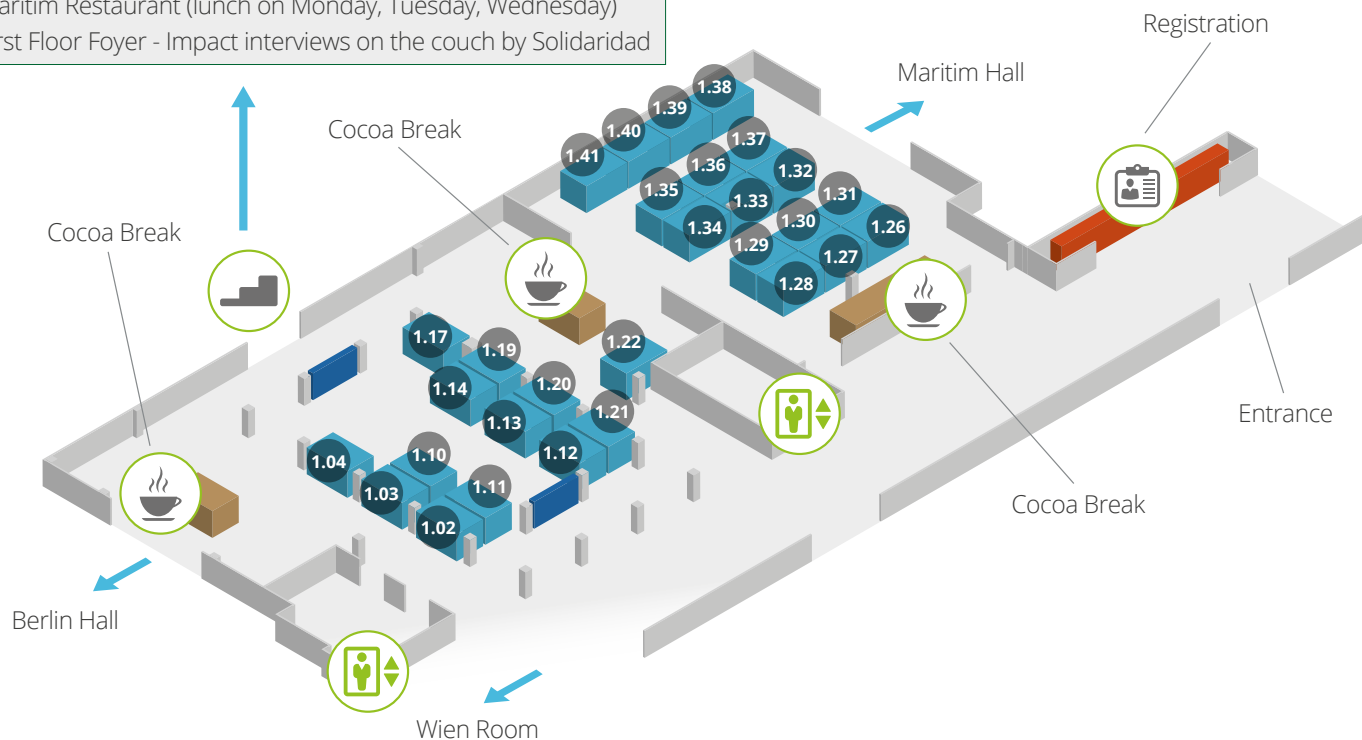 Maritim Restaurant (lunch on Monday, Tuesday, Wednesday)
First Floor Foyer - Impact interviews on the couch by Solidaridad
Registration
Maritim Hall
Cocoa Break
Cocoa Break
1.38
1.39
1.40
1.41
1.37
1.36
1.35
1.32
1.33
1.34
1.31
1.30
1.29
1.26
1.27
1.28
1.22
1.17
1.19
1.14
1.20
1.13
1.21
1.12
1.04
1.10
1.03
1.11
1.02
Entrance
Cocoa Break
Berlin Hall
Wien Room